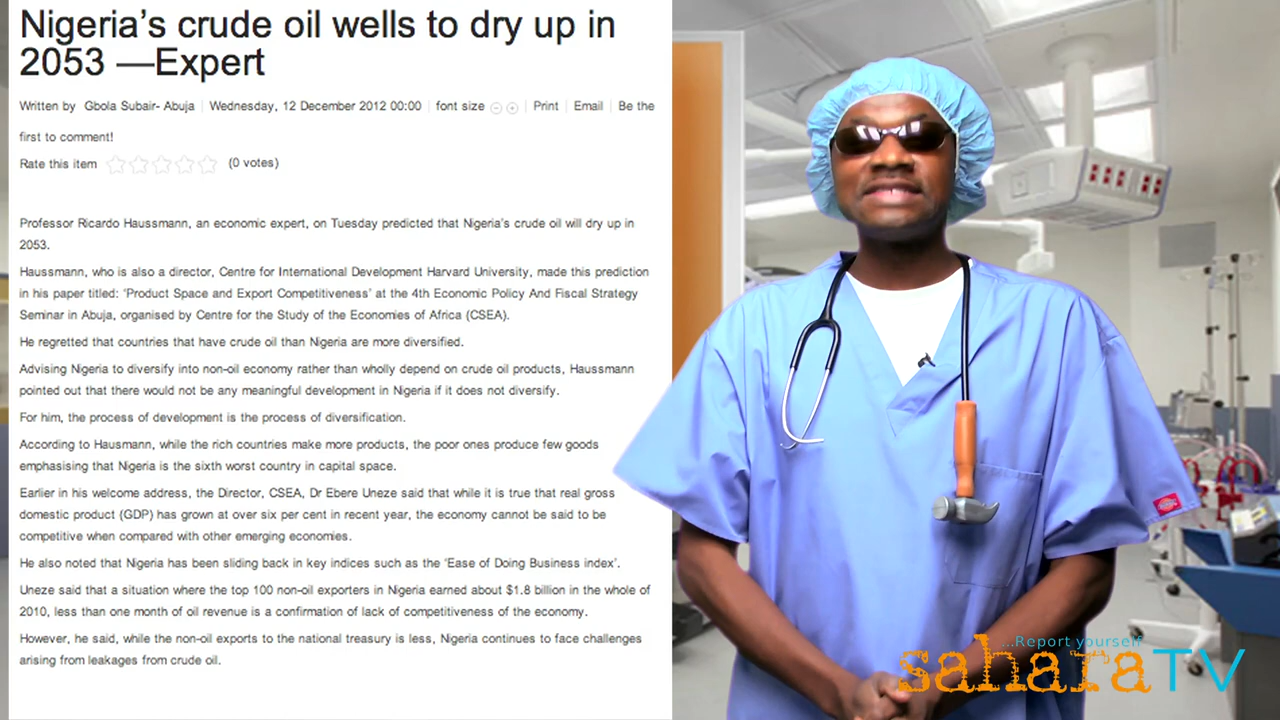 Nigeria's crude oil wells to dry up in
2053 —Expert
Written by Gbola Subair- Abuja | Wednesday, 12 December 2012 00:00 | font size | Print | Email | Be the
first to comment!
Rate this item (0 votes)
Professor Ricardo Haussmann, an economic expert, on Tuesday predicted that Nigeria's crude oil will dry up in
2053.
Haussmann, who is also a director, Centre for International Development Harvard University, made this prediction
in his paper titled: 'Product Space and Export Competitiveness' at the 4th Economic Policy And Fiscal Strategy
Seminar in Abuja, organised by Centre for the Study of the Economies of Africa (CSEA).
He regretted that countries that have crude oil than Nigeria are more diversified.
Advising Nigeria to diversify into non-oil economy rather than wholly depend on crude oil products, Haussmann
pointed out that there would not be any meaningful development in Nigeria if it does not diversify.
For him, the process of development is the process of diversification.
According to Hausmann, while the rich countries make more products, the poor ones produce few goods
emphasising that Nigeria is the sixth worst country in capital space.
Earlier in his welcome address, the Director, CSEA, Dr Ebere Uneze said that while it is true that real gross
domestic product (GDP) has grown at over six per cent in recent year, the economy cannot be said to be
competitive when compared with other emerging economies.
He also noted that Nigeria has been sliding back in key indices such as the 'Ease of Doing Business index'.
Uneze said that a situation where the top 100 non-oil exporters in Nigeria earned about $1.8 billion in the whole of
2010, less than one month of oil revenue is a confirmation of lack of competitiveness of the economy.
However, he said, while the non-oil exports to the national treasury is less, Nigeria continues to face challenges
arising from leakages from crude oil.
...Report yourself
saharaTV